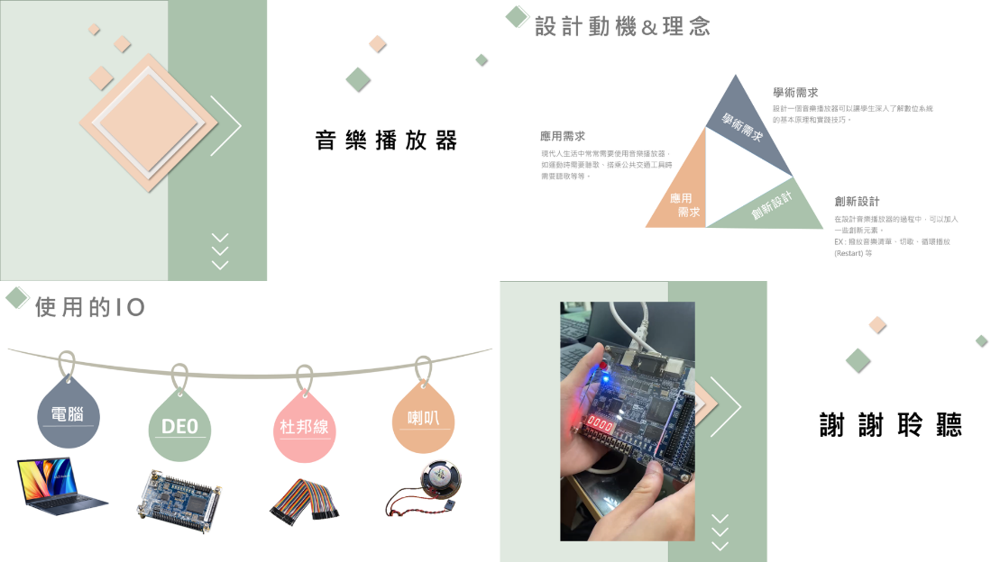 音樂播放器
設計動機&理念
學術需求
設計一個音樂播放器可以讓學生深入了解數位系統
的基本原理和實踐技巧。
應用需求
現代人生活中常常需要使用音樂播放器，
如運動時需要聽歌、搭乘公共交通工具時
需要聽歌等等。
學術需求
應用
需求
創新設計
創新設計
在設計音樂播放器的過程中，可以加入
一些創新元素。
EX : 撥放音樂清單、切歌、循環播放
(Restart) 等
使用的IO
電腦
DE0
杜邦線
喇叭
0000
謝謝聆聽